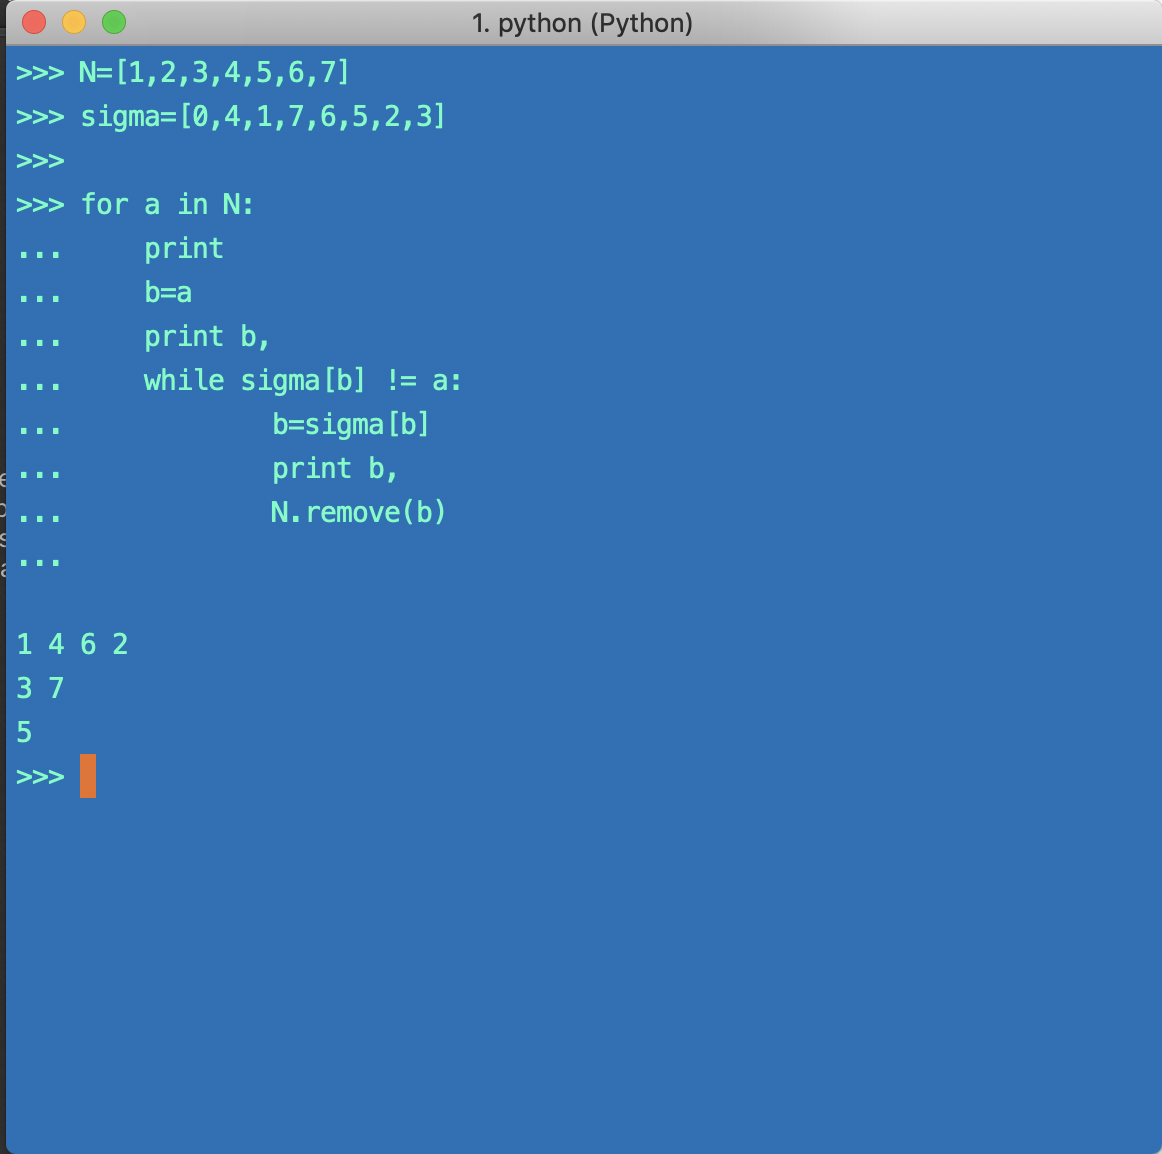 1. python (Python)
>>> N=[1,2,3,4,5,6,7]
>>> sigma=[0,4,1,7,6,5,2,3]
>>>
>>> for a in N:
...     print
...     b=a
...     print b,
...     while sigma[b] != a:
...             b=sigma[b]
...             print b,
...             N.remove(b)
...

1 4 6 2
3 7
5
>>>